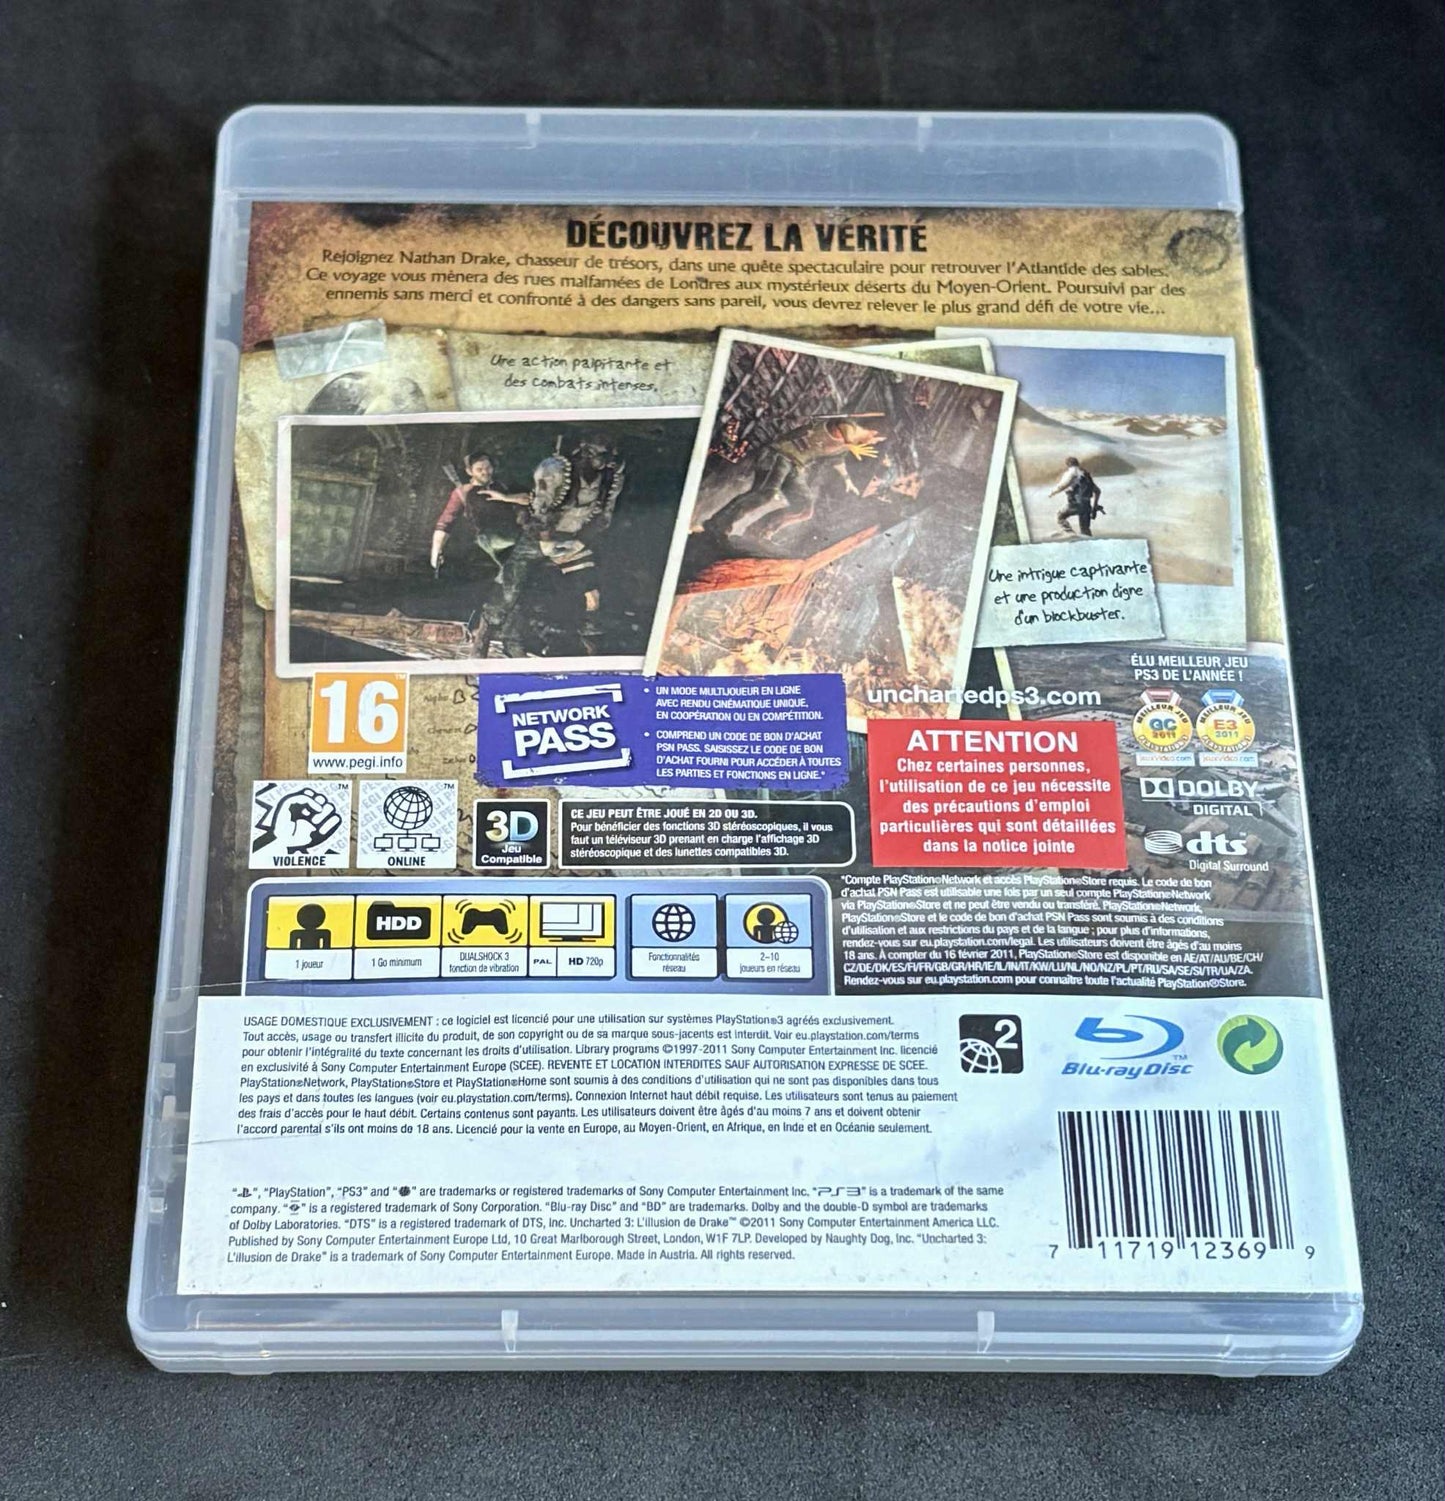 DÉCOUVREZ LA VÉRITÉ
Rejoignez Nathan Drake, chasseur de trésors, dans une quête spectaculaire pour retrouver l'Atlantide des sables.
Ce voyage vous mènera des rues malfamées de Londres aux mystérieux déserts du Moyen-Orient. Poursuivi par des
ennemis sans merci et confronté à des dangers sans pareil, vous devrez relever le plus grand défi de votre vie...
Une action palpitante et
des combats intenses.
Une intrigue captivante
et une production digne
d'un blockbuster.
16
www.pegi.info
NETWORK
PASS
• UN MODE MULTIJOUEUR EN LIGNE
AVEC RENDU CINÉMATIQUE UNIQUE,
EN COOPÉRATION OU EN COMPÉTITION.
• COMPREND UN CODE DE BON D'ACHAT
PSN PASS. SAISISSEZ LE CODE DE BON
D'ACHAT FOURNI POUR ACCÉDER À TOUTES
LES PARTIES ET FONCTIONS EN LIGNE.*
unchartedps3.com
ÉLU MEILLEUR JEU
PS3 DE L'ANNÉE !
MEILLEUR JEU
GC
2011
PLAYSTATION 3
jeuxvideo.com
MEILLEUR JEU
E3
2011
PLAYSTATION 3
jeuxvideo.com
ATTENTION
Chez certaines personnes,
l'utilisation de ce jeu nécessite
des précautions d'emploi
particulières qui sont détaillées
dans la notice jointe
DOLBY
DIGITAL
dts
Digital Surround
VIOLENCE
ONLINE
3D
Jeu
Compatible
CE JEU PEUT ÊTRE JOUÉ EN 2D OU 3D.
Pour bénéficier des fonctions 3D stéréoscopiques, il vous
faut un téléviseur 3D prenant en charge l'affichage 3D
stéréoscopique et des lunettes compatibles 3D.
1 joueur
HDD
1 Go minimum
DUALSHOCK 3
fonction de vibration
PAL
HD 720p
Fonctionnalités
réseau
2-10
joueurs en réseau
*Compte PlayStation®Network et accès PlayStation®Store requis. Le code de bon
d'achat PSN Pass est utilisable une fois par un seul compte PlayStation®Network
via PlayStation®Store et ne peut être vendu ou transféré. PlayStation®Network,
PlayStation®Store et le code de bon d'achat PSN Pass sont soumis à des conditions
d'utilisation et aux restrictions du pays et de la langue ; pour plus d'informations,
rendez-vous sur eu.playstation.com/legal. Les utilisateurs doivent être âgés d'au moins
18 ans. À compter du 16 février 2011, PlayStation®Store est disponible en AE/AT/AU/BE/CH/
CZ/DE/DK/ES/FI/FR/GB/GR/HR/IE/IL/IN/IT/KW/LU/NL/NO/NZ/PL/PT/RU/SA/SE/SI/TR/UA/ZA.
Rendez-vous sur eu.playstation.com pour connaître toute l'actualité PlayStation®Store.
USAGE DOMESTIQUE EXCLUSIVEMENT : ce logiciel est licencié pour une utilisation sur systèmes PlayStation®3 agréés exclusivement.
Tout accès, usage ou transfert illicite du produit, de son copyright ou de sa marque sous-jacents est interdit. Voir eu.playstation.com/terms
pour obtenir l'intégralité du texte concernant les droits d'utilisation. Library programs ©1997-2011 Sony Computer Entertainment Inc. licencié
en exclusivité à Sony Computer Entertainment Europe (SCEE). REVENTE ET LOCATION INTERDITES SAUF AUTORISATION EXPRESSE DE SCEE.
PlayStation®Network, PlayStation®Store et PlayStation®Home sont soumis à des conditions d'utilisation qui ne sont pas disponibles dans tous
les pays et dans toutes les langues (voir eu.playstation.com/terms). Connexion Internet haut débit requise. Les utilisateurs sont tenus au paiement
des frais d'accès pour le haut débit. Certains contenus sont payants. Les utilisateurs doivent être âgés d'au moins 7 ans et doivent obtenir
l'accord parental s'ils ont moins de 18 ans. Licencié pour la vente en Europe, au Moyen-Orient, en Afrique, en Inde et en Océanie seulement.
2
Blu-ray Disc™
"", "PlayStation", "PS3" and "" are trademarks or registered trademarks of Sony Computer Entertainment Inc. "PS3" is a trademark of the same
company. "" is a registered trademark of Sony Corporation. "Blu-ray Disc" and "BD" are trademarks. Dolby and the double-D symbol are trademarks
of Dolby Laboratories. "DTS" is a registered trademark of DTS, Inc. Uncharted 3: L'illusion de Drake™ ©2011 Sony Computer Entertainment America LLC.
Published by Sony Computer Entertainment Europe Ltd, 10 Great Marlborough Street, London, W1F 7LP. Developed by Naughty Dog, Inc. "Uncharted 3:
L'illusion de Drake" is a trademark of Sony Computer Entertainment Europe. Made in Austria. All rights reserved.
7 11719 12369 9